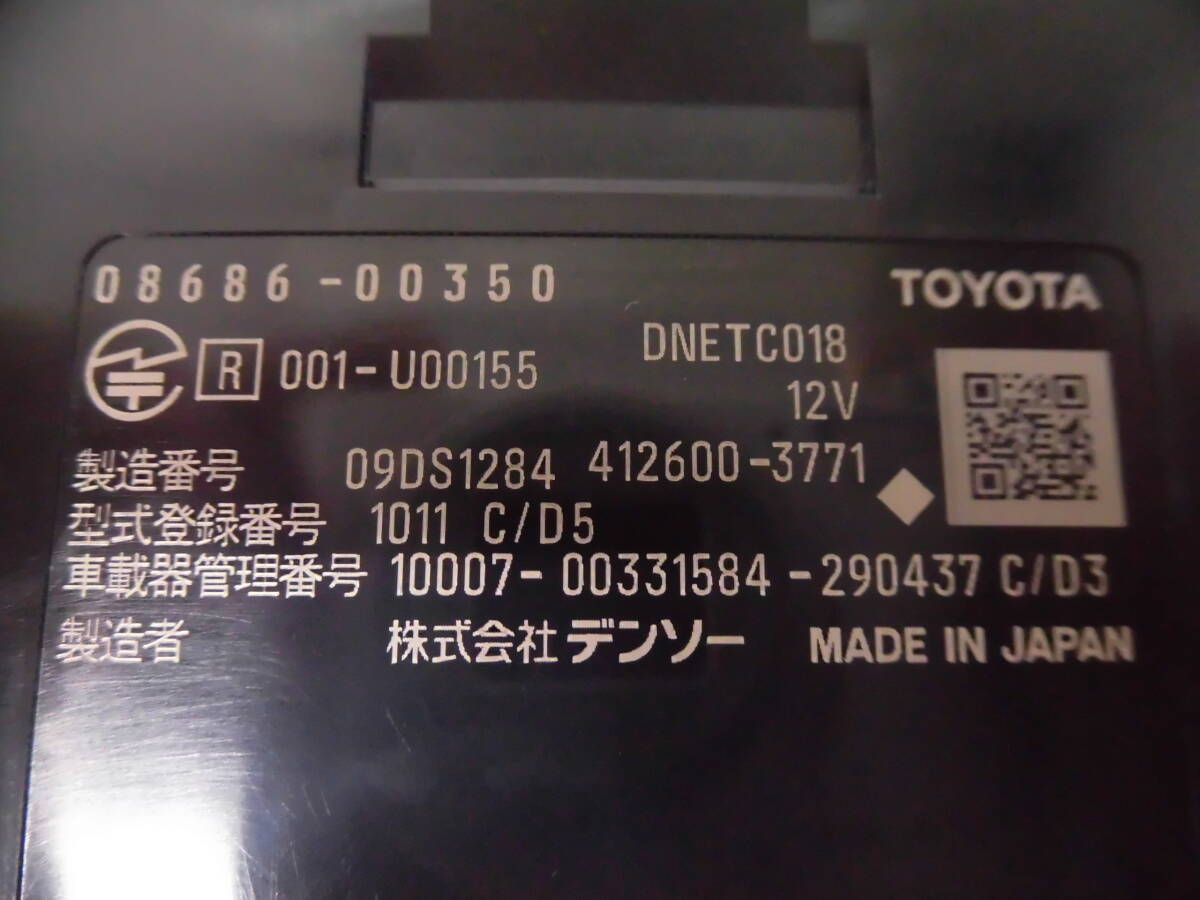 08686-00350 TOYOTA
R 001-U00155 DNETC018
12V
製造番号 09DS1284 412600-3771
型式登録番号 1011 C/D5
車載器管理番号 10007-00331584-290437 C/D3
製造者 株式会社デンソー MADE IN JAPAN